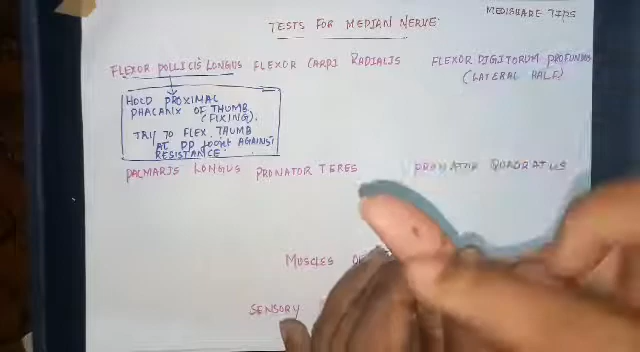 MEDISCARE TIPS
TESTS FOR MEDIAN NERVE
FLEXOR POLLICIS LONGUS FLEXOR CARPI RADIALIS FLEXOR DIGITORUM PROFUNDUS
(LATERAL HALF)
HOLD PROXIMAL
PHALANX OF THUMB
(FIXING).
TRY TO FLEX THUMB
AT DP joint AGAINST
RESISTANCE.
PALMARIS LONGUS PRONATOR TERES PRONATOR QUADRATUS
MUSCLES
SENSORY